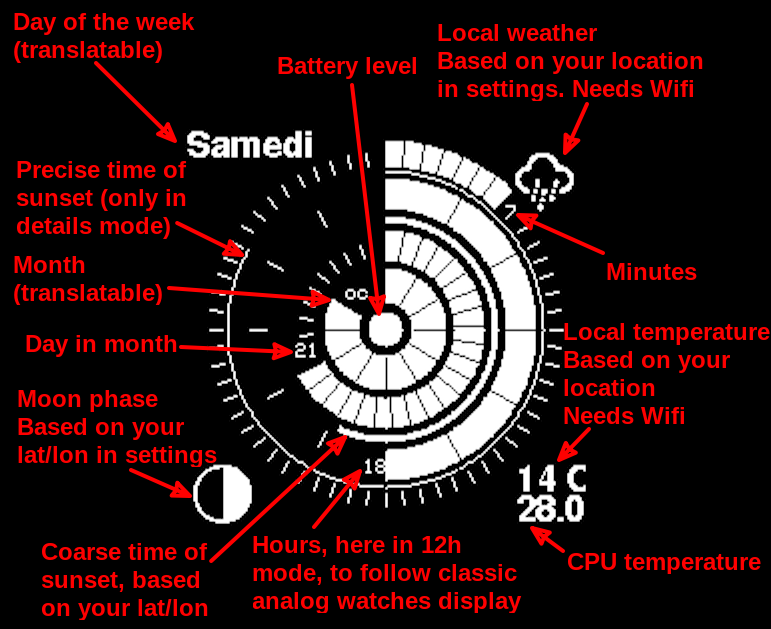 Day of the week
(translatable)
Local weather
Based on your location
in settings. Needs Wifi
Battery level
Samedi
Precise time of
sunset (only in
details mode)
7
Minutes
Month
(translatable)
oc
Day in month
21
Local temperature
Based on your
location
Needs Wifi
Moon phase
Based on your
lat/lon in settings
18
14 C
28.0
Coarse time of
sunset, based
on your lat/lon
Hours, here in 12h
mode, to follow classic
analog watches display
CPU temperature